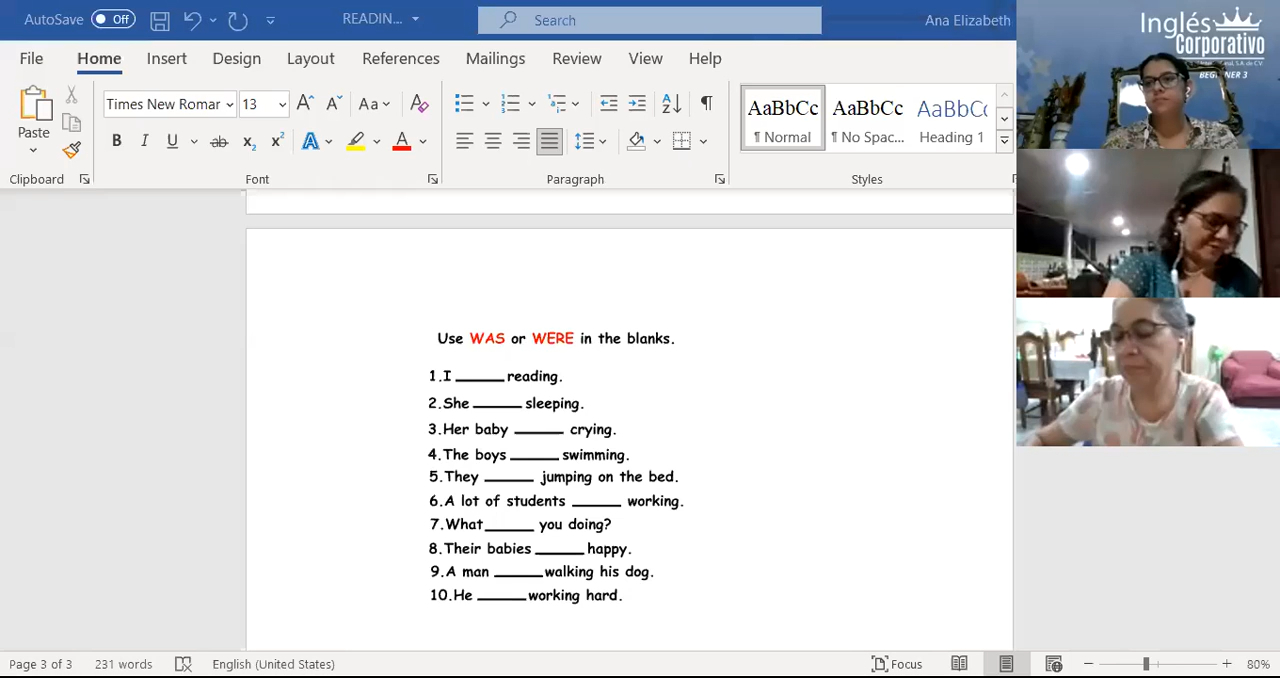 AutoSave Off READIN... Search Ana Elizabeth
File Home Insert Design Layout References Mailings Review View Help
Times New Romar 13 Aa
Paste
B I U ab x₂ x² A A
AaBbCc AaBbCc AaBbCc
¶ Normal ¶ No Spac... Heading 1
Clipboard Font Paragraph Styles
Use WAS or WERE in the blanks.
1.I ______ reading.
2.She ______ sleeping.
3.Her baby ______ crying.
4.The boys ______ swimming.
5.They ______ jumping on the bed.
6.A lot of students ______ working.
7.What ______ you doing?
8.Their babies ______ happy.
9.A man ______ walking his dog.
10.He ______ working hard.
Page 3 of 3 231 words English (United States) Focus 80%
Inglés
Corporativo
BEGINNER 3